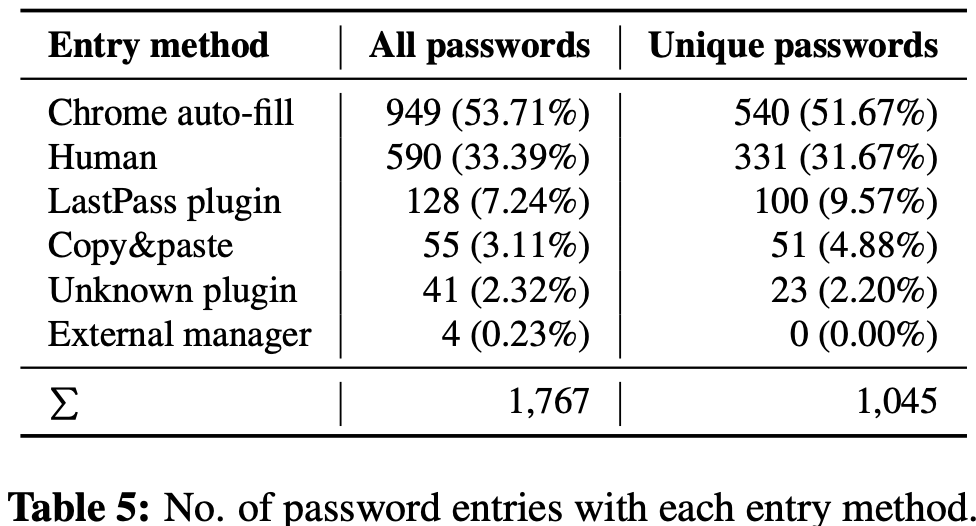 Entry method All passwords Unique passwords
Chrome auto-fill 949 (53.71%) 540 (51.67%)
Human 590 (33.39%) 331 (31.67%)
LastPass plugin 128 (7.24%) 100 (9.57%)
Copy&paste 55 (3.11%) 51 (4.88%)
Unknown plugin 41 (2.32%) 23 (2.20%)
External manager 4 (0.23%) 0 (0.00%)
∑ 1,767 1,045
Table 5: No. of password entries with each entry method.